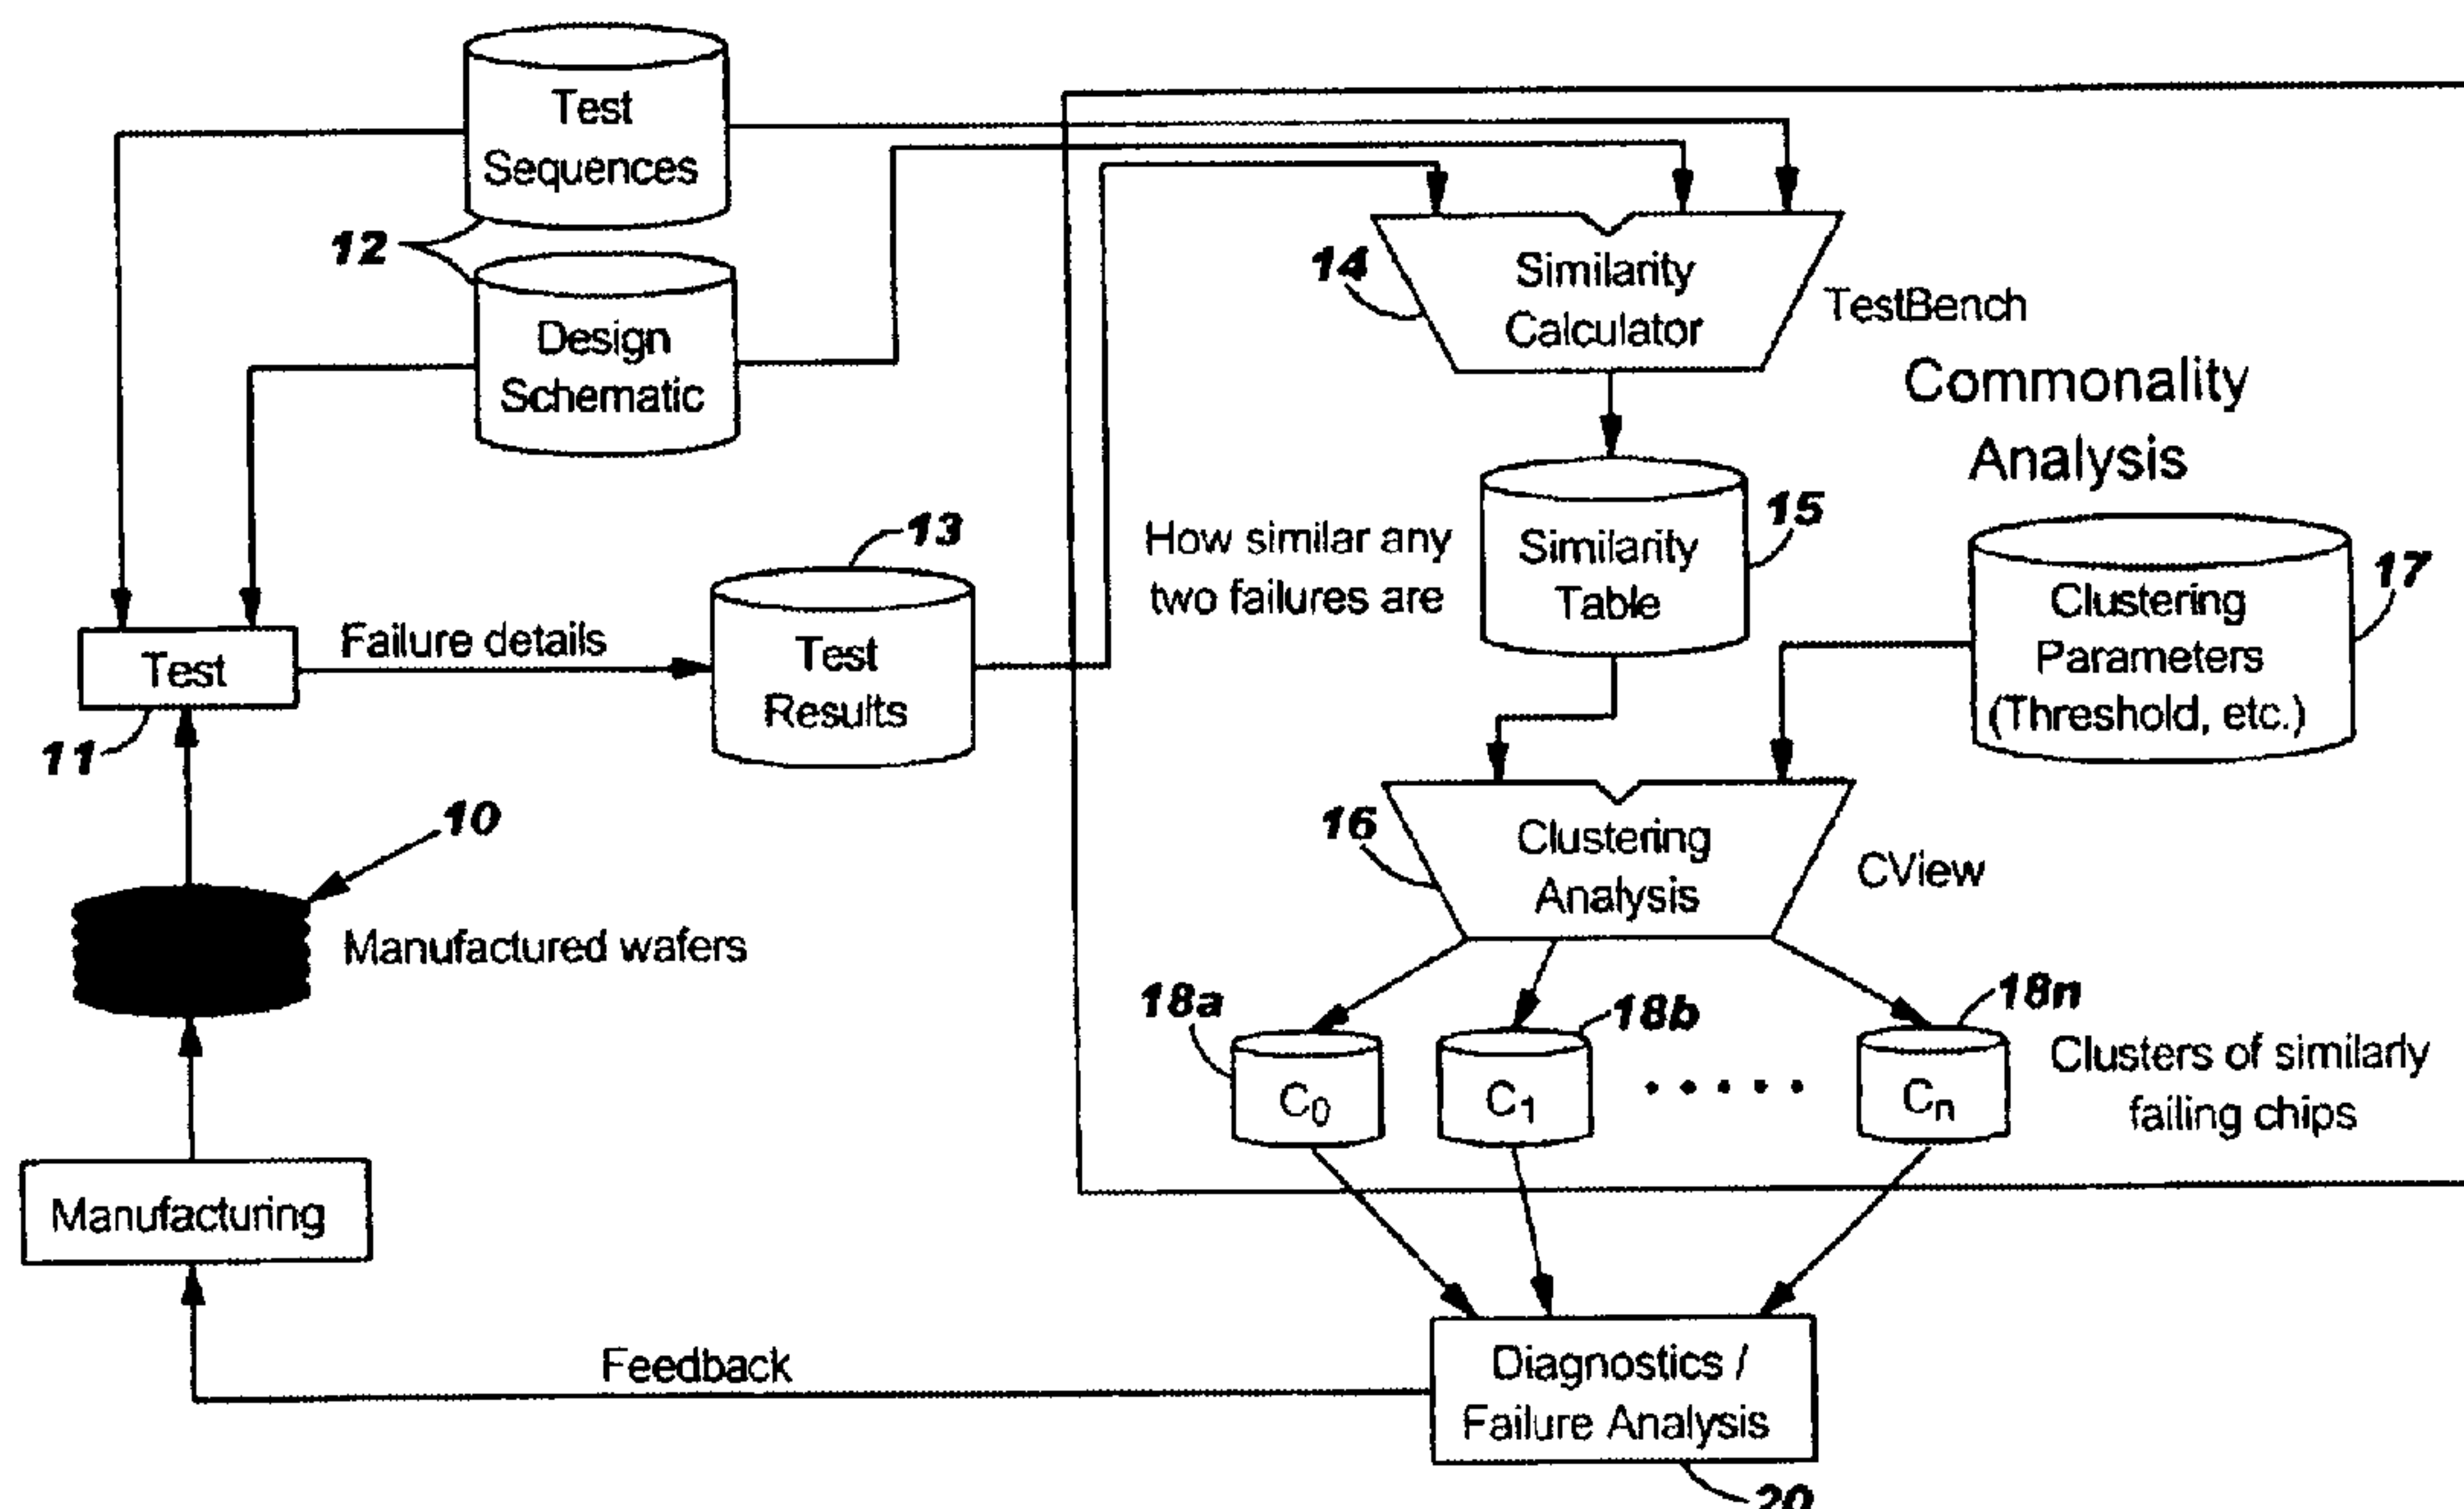 Test
Sequences
12
Design
Schematic
14
Similarity
Calculator
TestBench
Commonality
Analysis
13
How similar any
two failures are
Similarity
Table
15
Clustering
Parameters
(Threshold, etc.)
17
Test
Failure details
Test
Results
11
10
Manufactured wafers
16
Clustering
Analysis
CView
18a
18b
18n
C0
C1
Cn
Clusters of similarly
failing chips
Manufacturing
Feedback
Diagnostics /
Failure Analysis
20